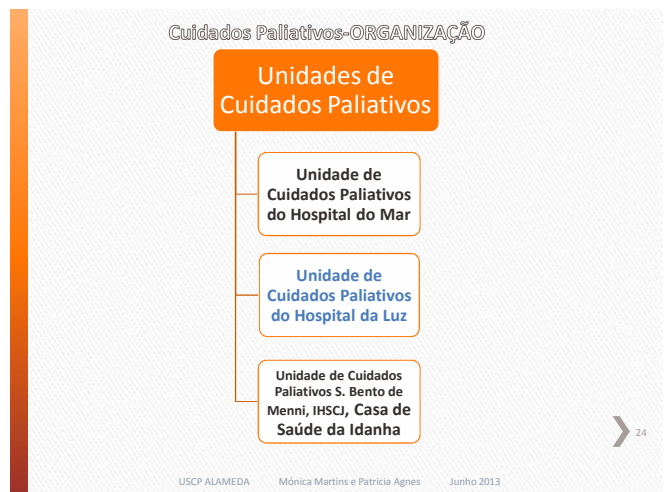 Cuidados Paliativos-ORGANIZAÇÃO
Unidades de
Cuidados Paliativos
Unidade de
Cuidados Paliativos
do Hospital do Mar
Unidade de
Cuidados Paliativos
do Hospital da Luz
Unidade de Cuidados
Paliativos S. Bento de
Menni, IHSCJ, Casa de
Saúde da Idanha
24
USCP ALAMEDA Mónica Martins e Patricia Agnes Junho 2013